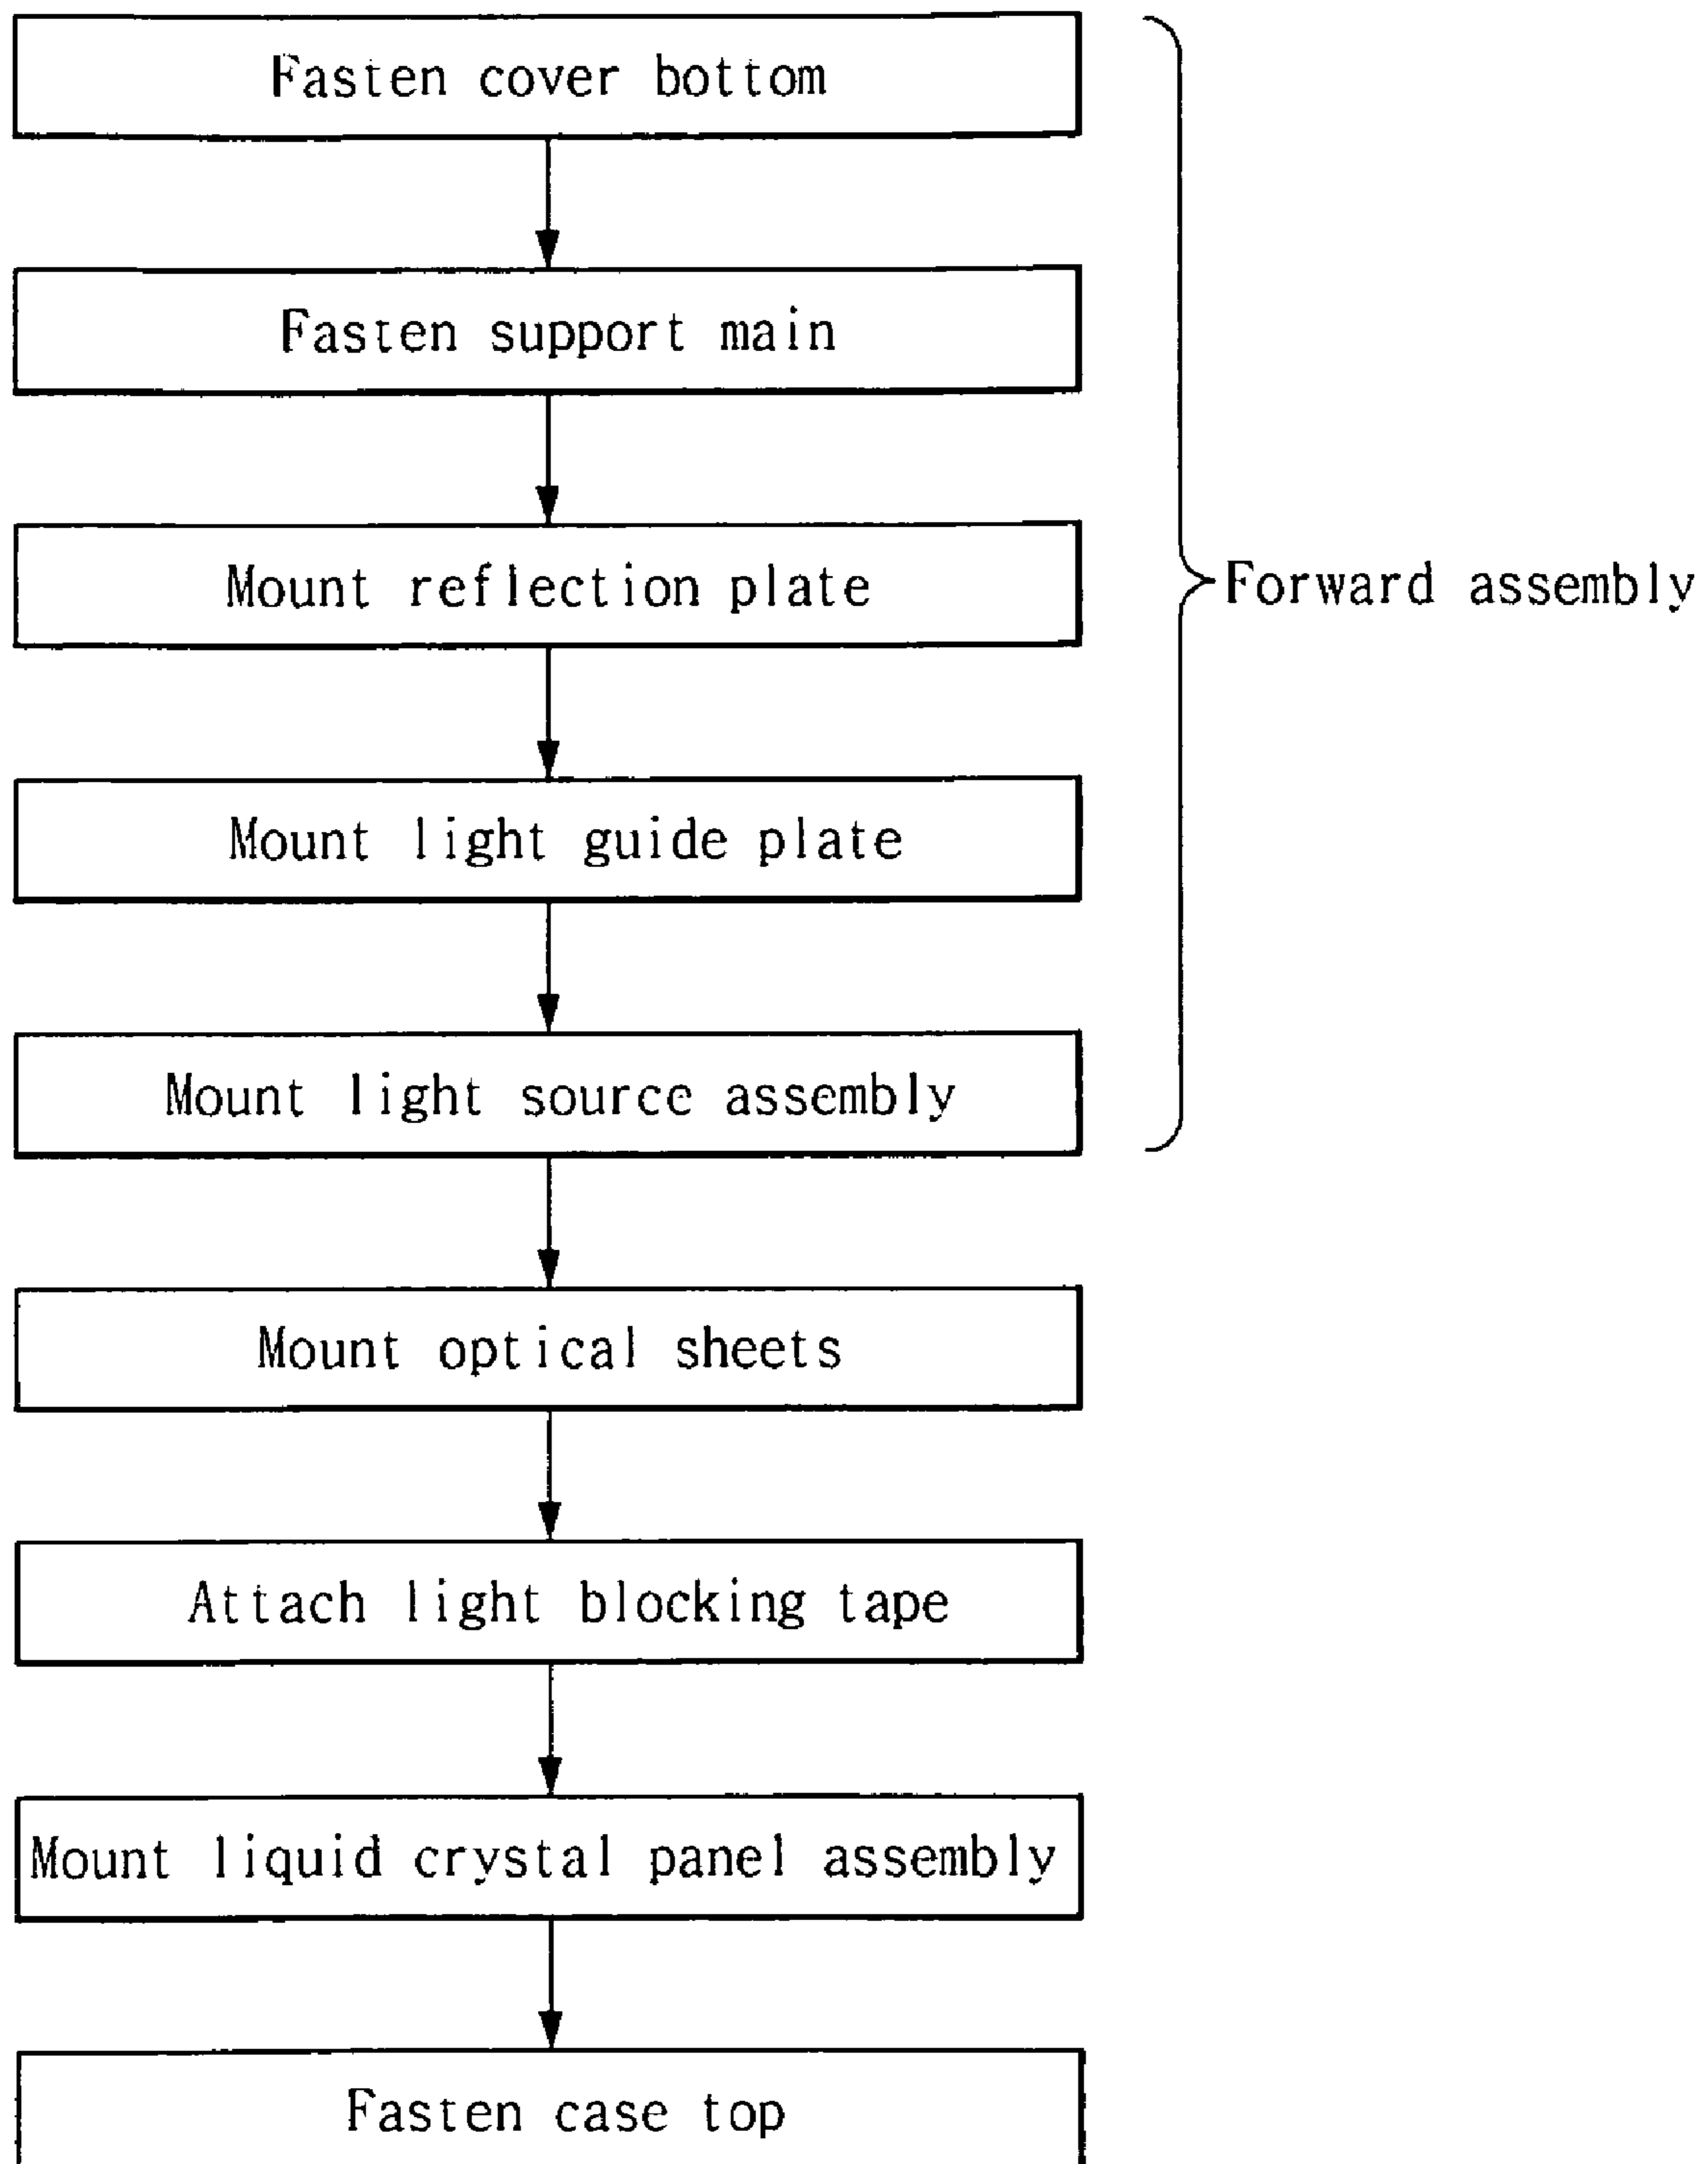 Fasten cover bottom
Fasten support main
Mount reflection plate
Forward assembly
Mount light guide plate
Mount light source assembly
Mount optical sheets
Attach light blocking tape
Mount liquid crystal panel assembly
Fasten case top